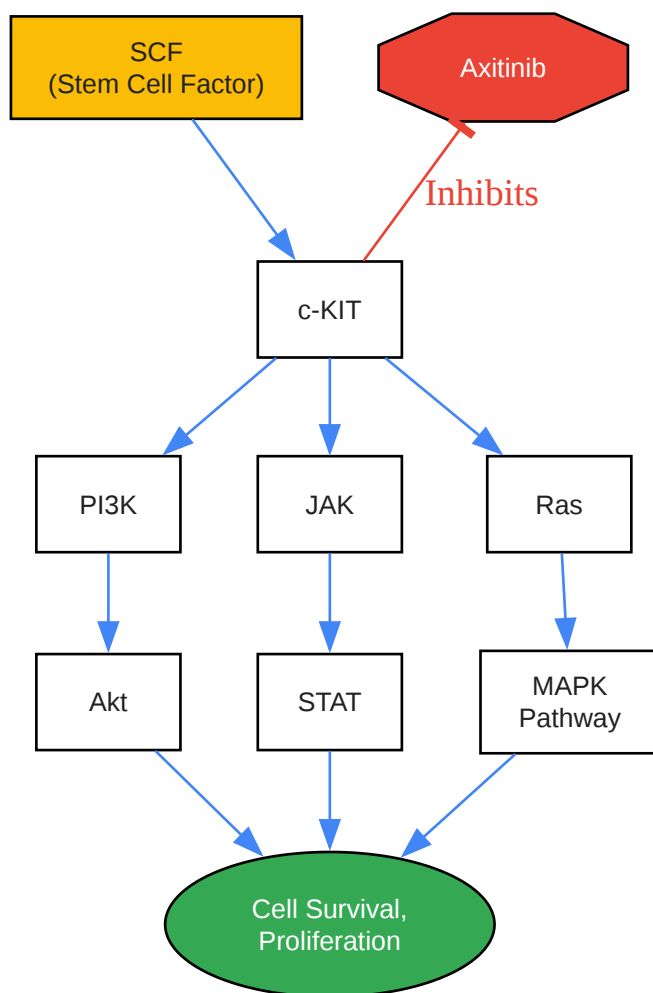 SCF
(Stem Cell Factor)
Axitinib
Inhibits
c-KIT
PI3K
JAK
Ras
Akt
STAT
MAPK
Pathway
Cell Survival,
Proliferation